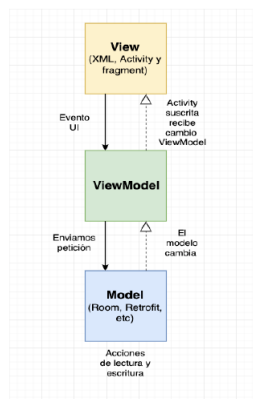 View
(XML, Activity y
fragment)
Evento
UI
Activity
suscrita
recibe
cambio
ViewModel
ViewModel
Enviamos
petición
El
modelo
cambia
Model
(Room, Retrofit,
etc)
Acciones
de lectura y
escritura